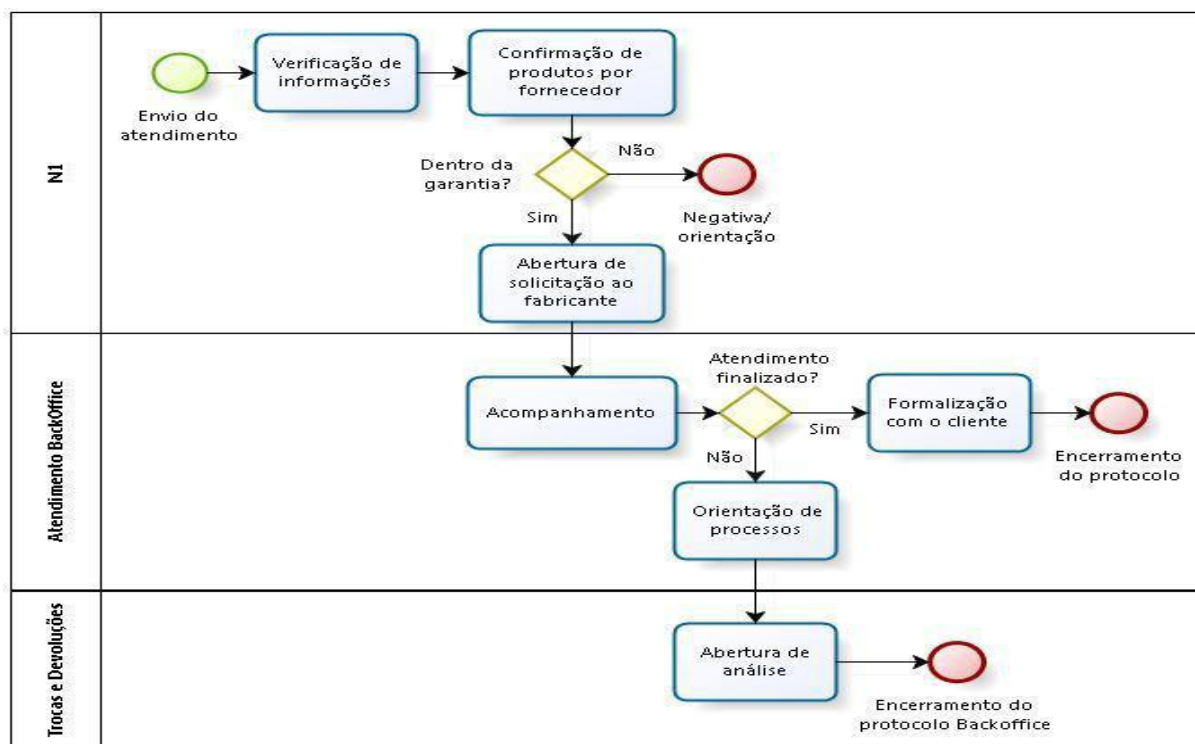 N1
Envio do
atendimento
Verificação de
informações
Confirmação de
produtos por
fornecedor
Dentro da
garantia?
Não
Negativa/
orientação
Sim
Abertura de
solicitação ao
fabricante
Atendimento BackOffice
Acompanhamento
Atendimento
finalizado?
Sim
Formalização
com o cliente
Encerramento
do protocolo
Não
Orientação de
processos
Trocas e Devoluções
Abertura de
análise
Encerramento do
protocolo Backoffice